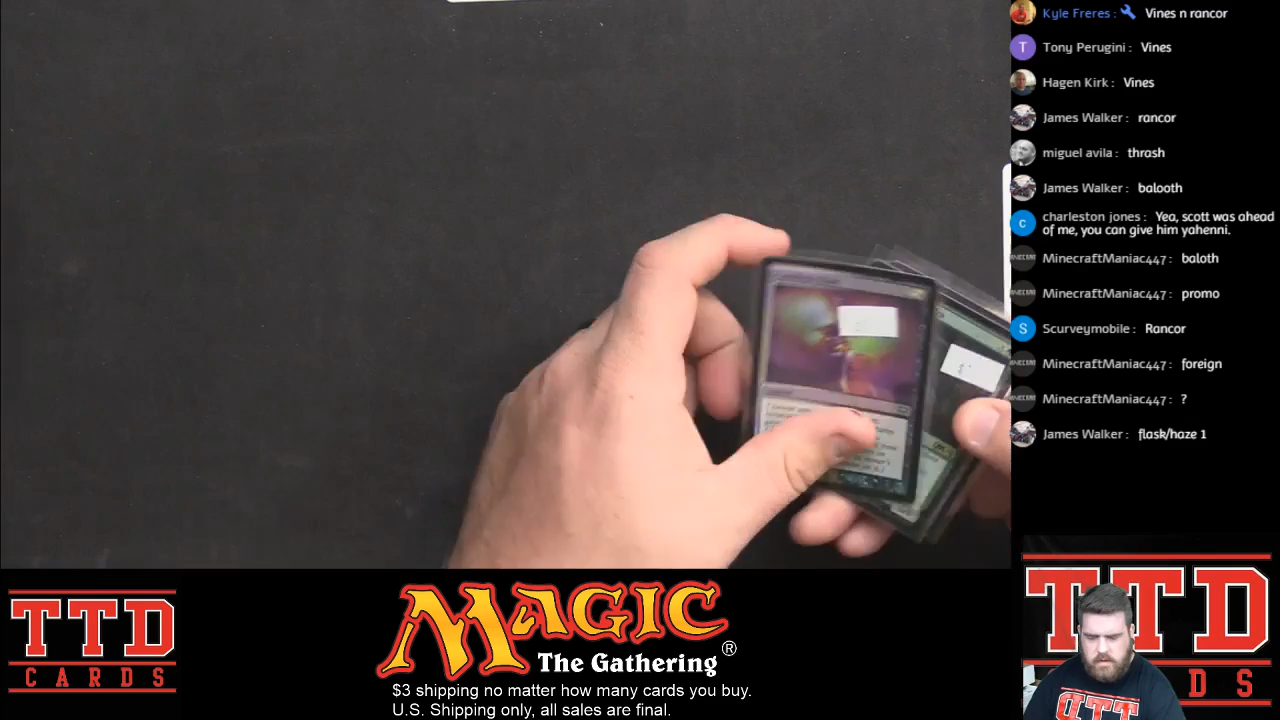 Kyle Freres : Vines n rancor
T Tony Perugini : Vines
Hagen Kirk : Vines
James Walker : rancor
miguel avila : thrash
James Walker : balooth
c charleston jones : Yea, scott was ahead
of me, you can give him yahenni.
MinecraftManiac447 : baloth
MinecraftManiac447 : promo
S Scurveymobile : Rancor
MinecraftManiac447 : foreign
MinecraftManiac447 : ?
James Walker : flask/haze 1
TTD
CARDS
MAGIC®
The Gathering
$3 shipping no matter how many cards you buy.
U.S. Shipping only, all sales are final.
TTD
DS